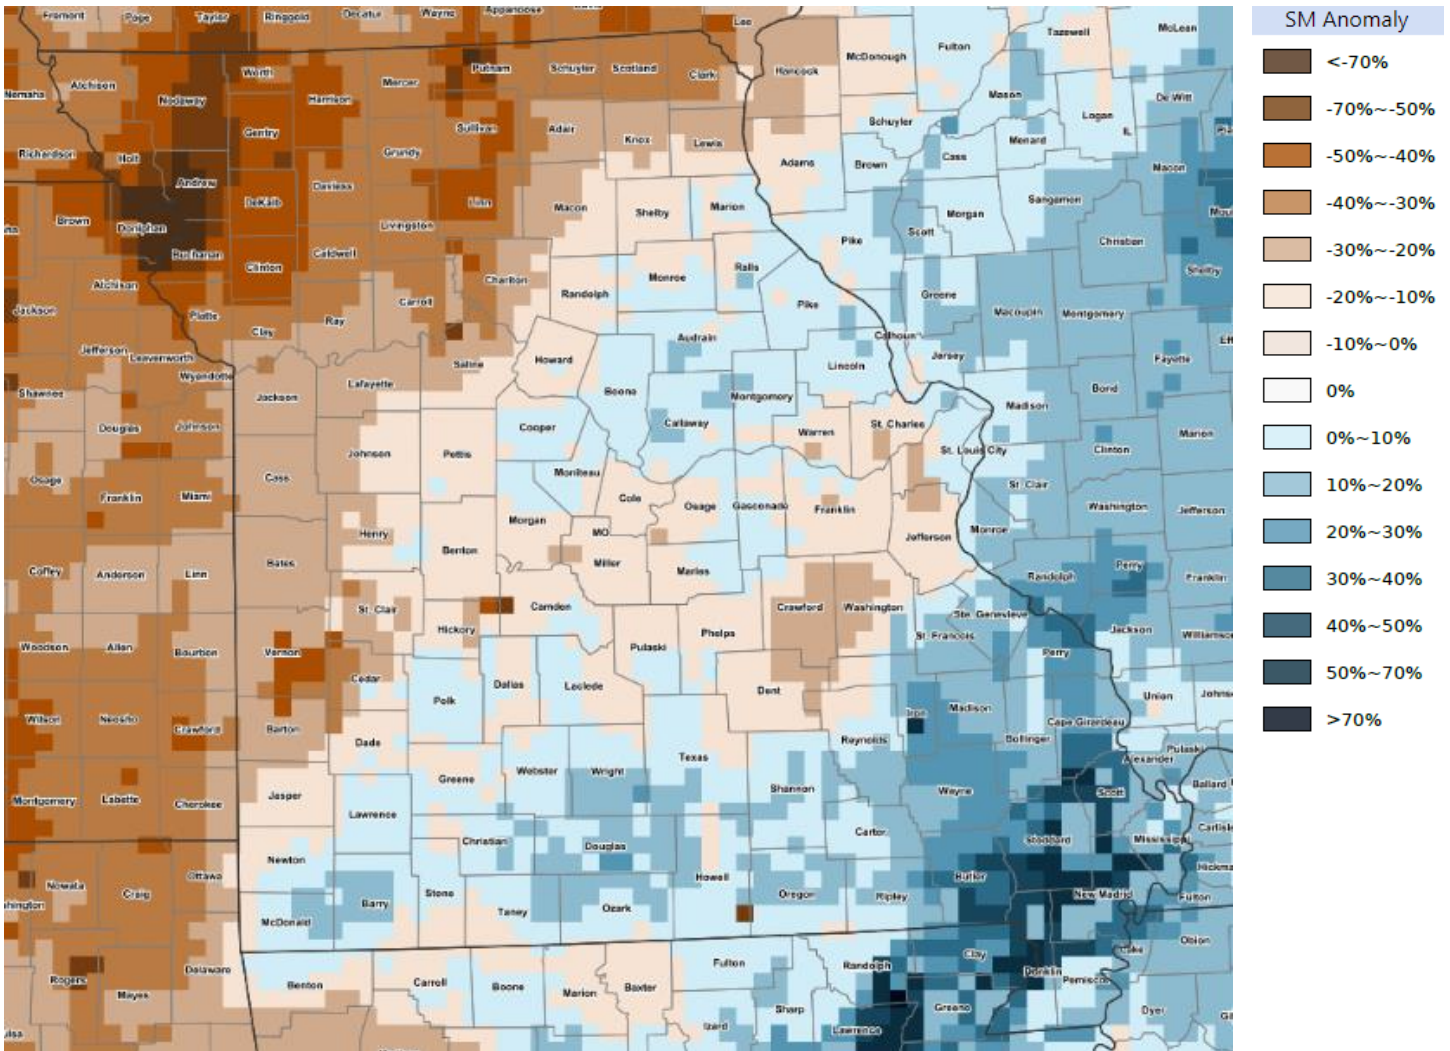 Fremont Page Taylor Ringgold Decatur Wayne Appanoose Lee
SM Anomaly
McLean
Tazewell
Fulton
McDonough
<-70%
Worth Putnam Schuyler Scotland Clark Hancock
Mercer
Atchison
Nemaha
Nodaway Harrison
Mason De Witt
-70%~-50%
Logan
Schuyler
Gentry Sullivan Adair
IL
Knox Lewis Menard
Richardson Holt Grundy
Cass
-50%~-40%
Adams Brown Macon
Andrew Daviess
DeKalb Linn Macon Shelby Marion Sangamon
-40%~-30%
Brown Doniphan Livingston Morgan
Scott
Buchanan Caldwell Pike Christian
-30%~-20%
Clinton Ralls Shelby
Atchison Charlton Monroe
Randolph Greene
-20%~-10%
Jackson Platte Carroll Pike
Clay Ray Macoupin Montgomery
Audrain Calhoun
-10%~0%
Jefferson Leavenworth Howard Jersey Fayette
Wyandotte Saline Lincoln
Shawnee Jackson Lafayette Boone Montgomery Bond
0%
Madison
Douglas Johnson Cooper Callaway Warren St. Charles Marion
0%~10%
Johnson Pettis St. Louis City Clinton
Osage Cass Moniteau St. Clair
10%~20%
Franklin Miami Cole
Osage Gasconade Franklin Washington Jefferson
Morgan
20%~30%
Henry MO Jefferson Monroe
Benton
Coffey Anderson Linn Bates Miller Maries Randolph Perry Franklin
30%~40%
St. Clair Camden Crawford Washington Ste. Genevieve
Hickory Phelps St. Francois Jackson Williamson
40%~50%
Woodson Allen Bourbon Vernon Pulaski Perry
Cedar Dallas Laclede
50%~70%
Polk Dent Union
Wilson Neosho Crawford Barton Iron Madison Cape Girardeau
>70%
Dade Reynolds Bollinger Pulaski
Greene Webster Wright Texas Alexander
Montgomery Labette Cherokee Jasper Shannon Wayne Scott Ballard
Lawrence
Christian Douglas Carter Stoddard Mississippi Carlisle
Newton
Nowata Craig Ottawa Howell Butler
Stone Oregon Ripley New Madrid Fulton
McDonald Barry Taney Ozark
Obion
Rogers Delaware Fulton Randolph Clay Lake
Mayes Benton Carroll Boone Marion Baxter Dunklin Pemiscot
Sharp Greene Dyer
Izard Lawrence